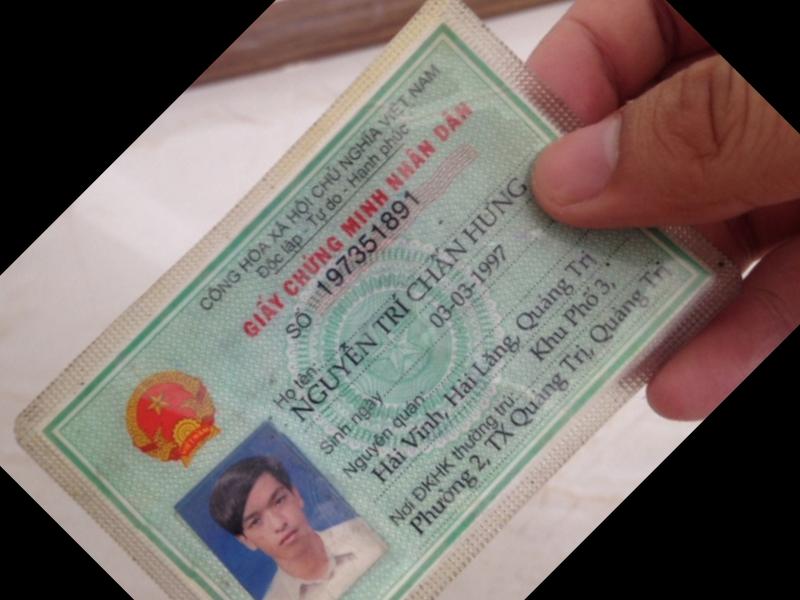 CỘNG HÒA XÃ HỘI CHỦ NGHĨA VIỆT NAM
Độc lập - Tự do - Hạnh phúc
GIẤY CHỨNG MINH NHÂN DÂN
SỐ 197351891
Họ tên: NGUYỄN TRÍ CHẤN HƯNG
Sinh ngày 03-03-1997
Nguyên quán
Hải Vĩnh, Hải Lăng, Quảng Trị
Nơi ĐKHK thường trú: Khu Phố 3,
Phường 2, TX Quảng Trị, Quảng Trị